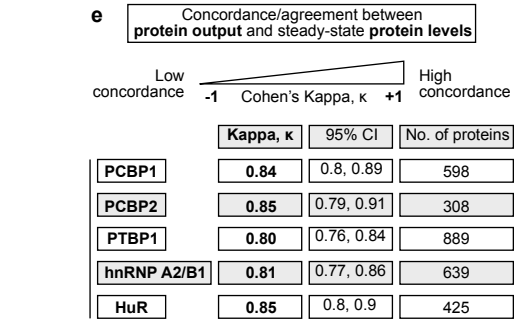 e
Concordance/agreement between
protein output and steady-state protein levels
Low concordance
High concordance
-1 Cohen's Kappa, κ +1
Kappa, κ 95% CI No. of proteins
PCBP1 0.84 0.8, 0.89 598
PCBP2 0.85 0.79, 0.91 308
PTBP1 0.80 0.76, 0.84 889
hnRNP A2/B1 0.81 0.77, 0.86 639
HuR 0.85 0.8, 0.9 425